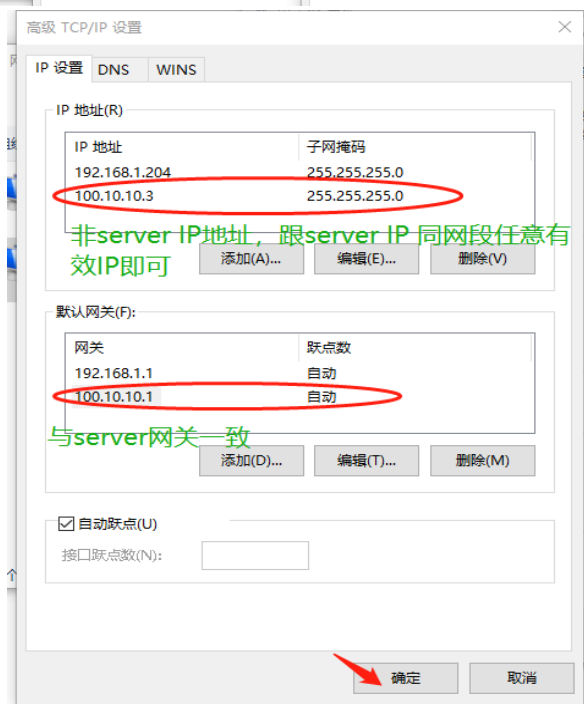 高级 TCP/IP 设置
IP 设置 DNS WINS
IP 地址(R)
IP 地址 子网掩码
192.168.1.204 255.255.255.0
100.10.10.3 255.255.255.0
非server IP地址，跟server IP 同网段任意有
效IP即可
添加(A)... 编辑(E)... 删除(V)
默认网关(F):
网关 跃点数
192.168.1.1 自动
100.10.10.1 自动
与server网关一致
添加(D)... 编辑(T)... 删除(M)
自动跃点(U)
接口跃点数(N):
确定 取消